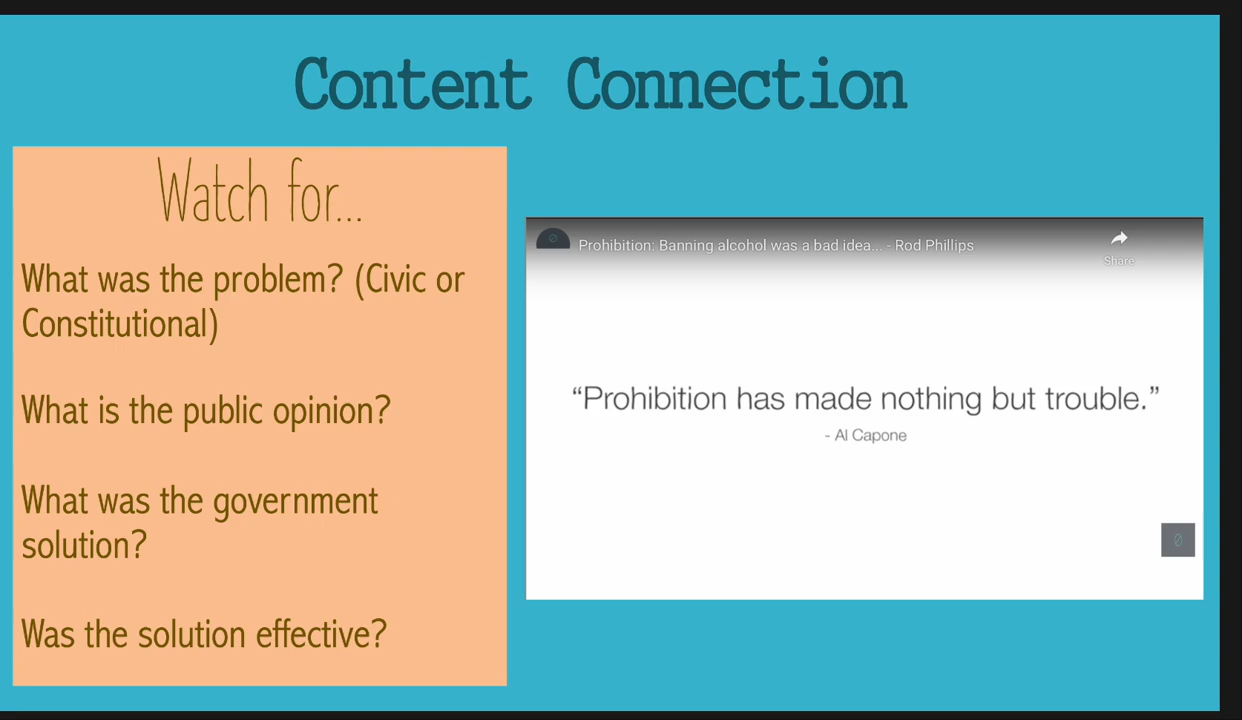 Content Connection
Watch for...
What was the problem? (Civic or
Constitutional)
What is the public opinion?
What was the government
solution?
Was the solution effective?
Prohibition: Banning alcohol was a bad idea... - Rod Phillips
Share
“Prohibition has made nothing but trouble.”
- Al Capone